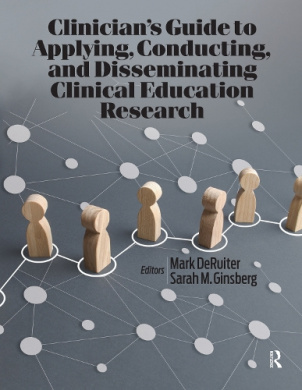 Clinician's Guide to
Applying, Conducting,
and Disseminating
Clinical Education
Research
Editors
Mark DeRuiter
Sarah M. Ginsberg
R